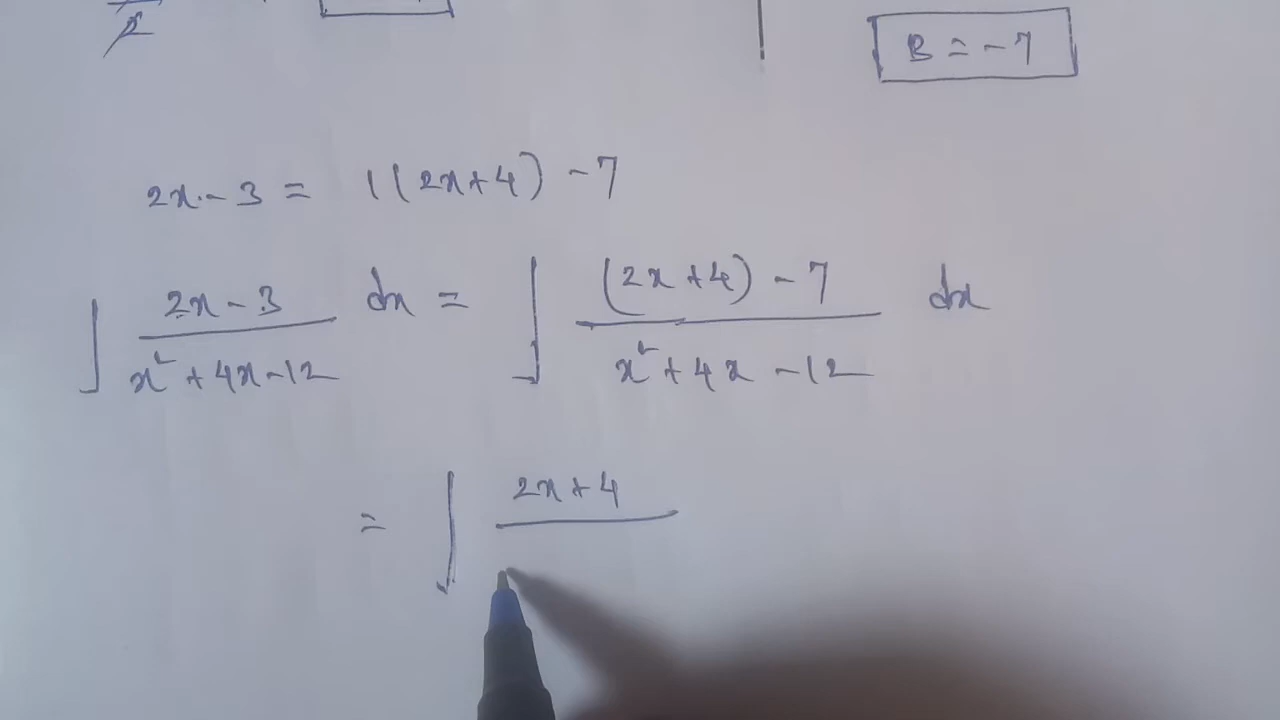 2
B = -7
2x - 3 = 1(2x+4) - 7
∫ 2x - 3 / x² + 4x - 12 dx = ∫ (2x+4) - 7 / x² + 4x - 12 dx
= ∫ 2x+4